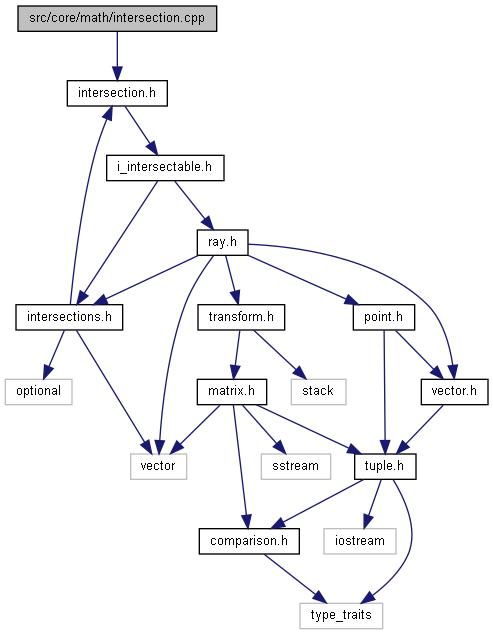 src/core/math/intersection.cpp
intersection.h
i_intersectable.h
ray.h
intersections.h
transform.h
point.h
optional
matrix.h
stack
vector.h
vector
sstream
tuple.h
comparison.h
iostream
type_traits